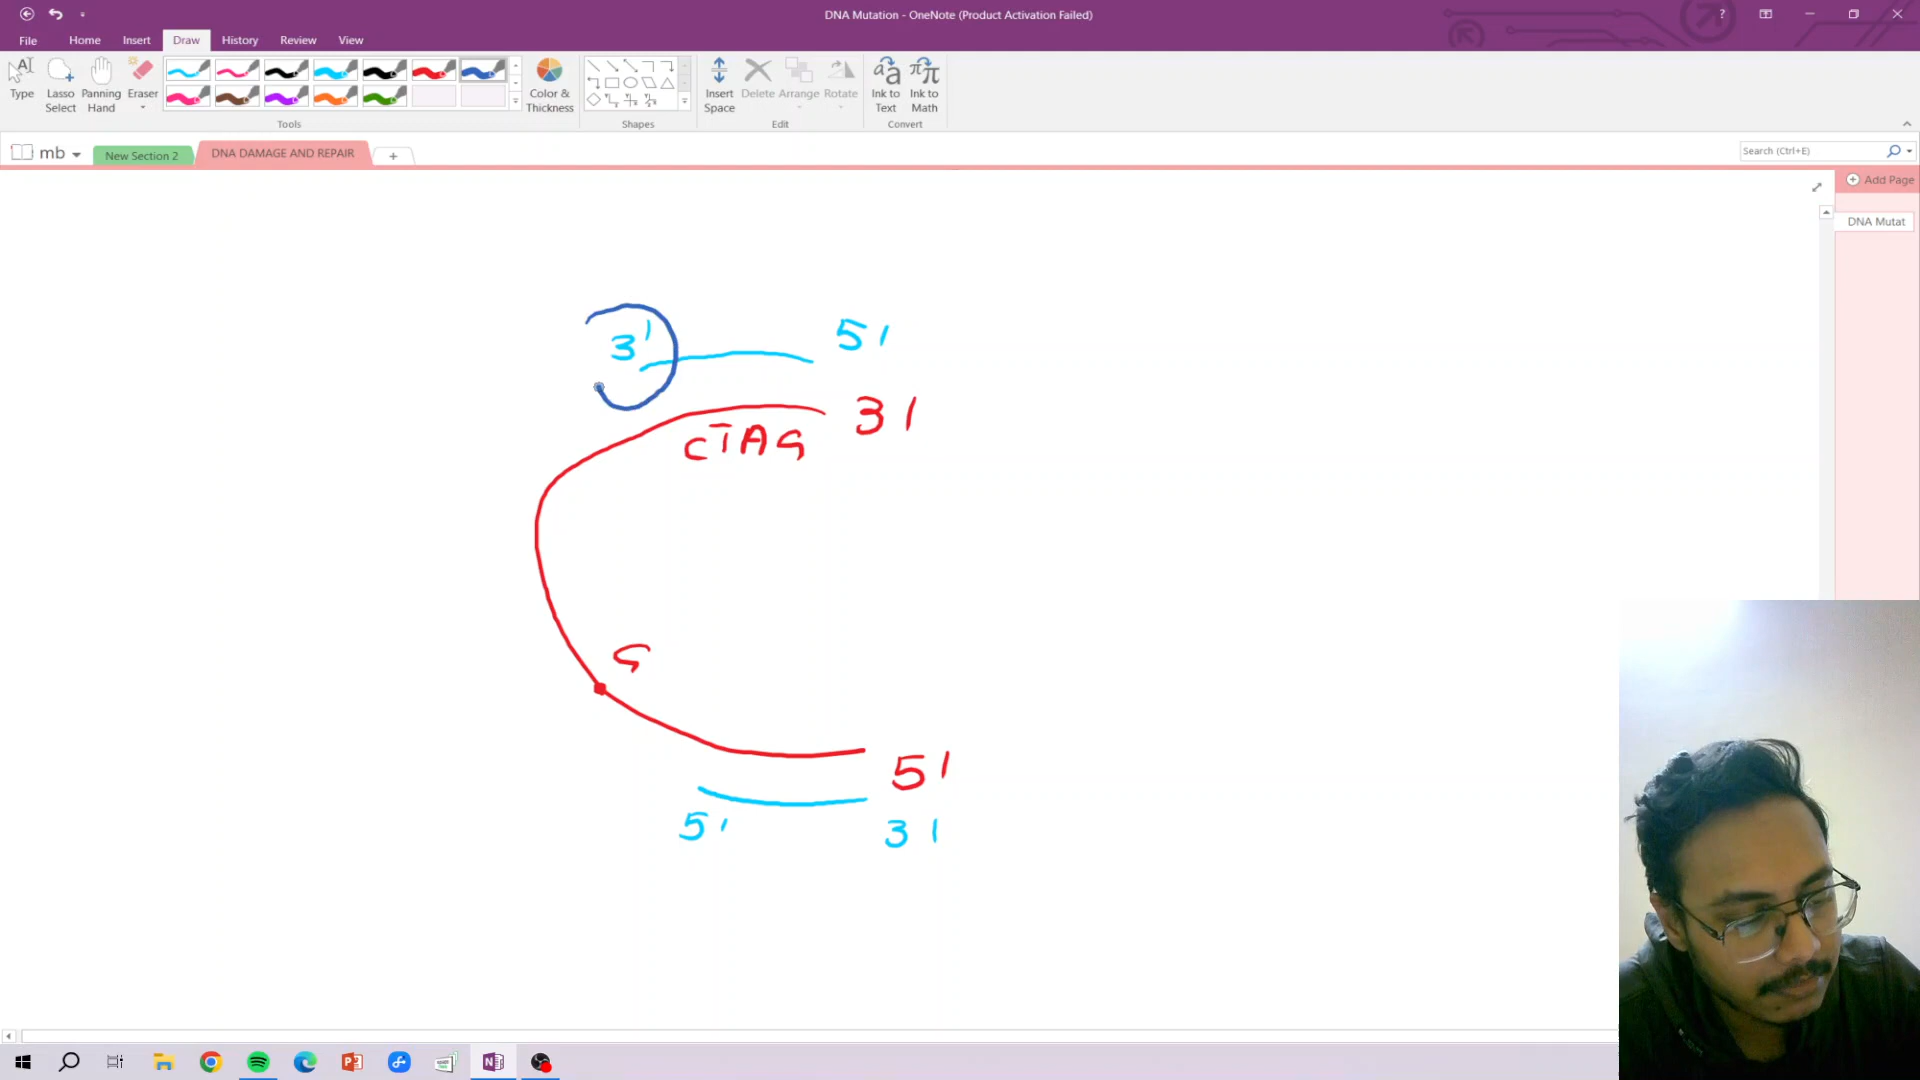 DNA Mutation - OneNote (Product Activation Failed)
File Home Insert Draw History Review View
Type
Lasso Select
Panning Hand
Eraser
Color & Thickness
Insert Space
Delete
Arrange
Rotate
Ink to Text
Ink to Math
Tools
Shapes
Edit
Convert
mb
New Section 2
DNA DAMAGE AND REPAIR
Search (Ctrl+E)
Add Page
DNA Mutat
3'
5'
3'
CTAG
G
5'
5'
3'